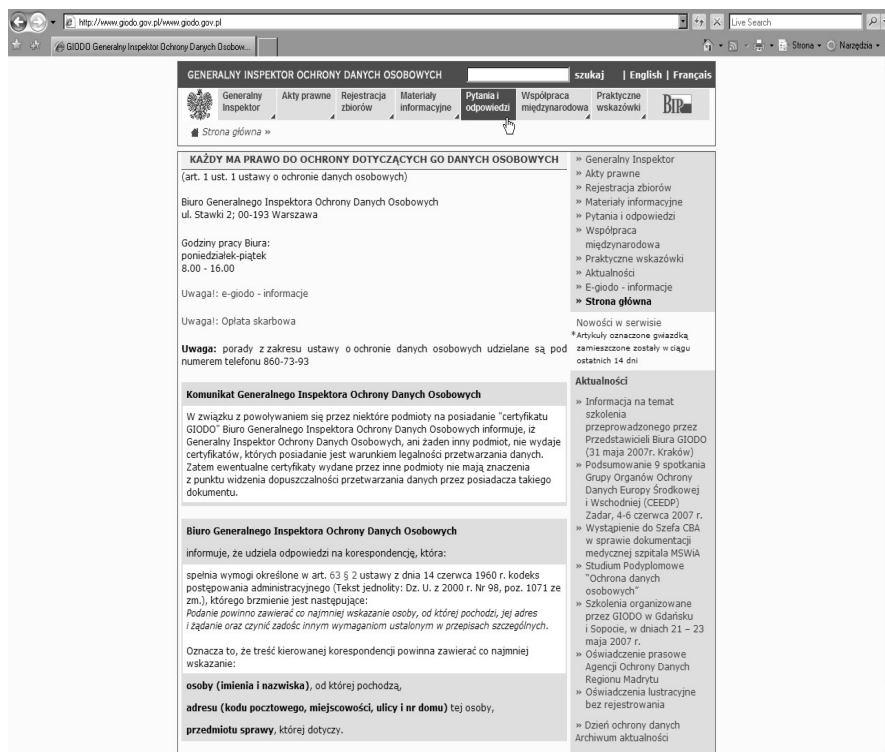 http://www.giodo.gov.pl/www.giodo.gov.pl
Live Search
GIODO Generalny Inspektor Ochrony Danych Osobow...
Strona
Narzędzia
GENERALNY INSPEKTOR OCHRONY DANYCH OSOBOWYCH
szukaj | English | Français
Generalny Inspektor
Akty prawne
Rejestracja zbiorów
Materiały informacyjne
Pytania i odpowiedzi
Współpraca międzynarodowa
Praktyczne wskazówki
BIP
Strona główna »
KAŻDY MA PRAWO DO OCHRONY DOTYCZĄCYCH GO DANYCH OSOBOWYCH
(art. 1 ust. 1 ustawy o ochronie danych osobowych)
Biuro Generalnego Inspektora Ochrony Danych Osobowych
ul. Stawki 2; 00-193 Warszawa
Godziny pracy Biura:
poniedziałek-piątek
8.00 - 16.00
Uwaga!: e-giodo - informacje
Uwaga!: Opłata skarbowa
Uwaga: porady z zakresu ustawy o ochronie danych osobowych udzielane są pod
numerem telefonu 860-73-93
Komunikat Generalnego Inspektora Ochrony Danych Osobowych
W związku z powoływaniem się przez niektóre podmioty na posiadanie "certyfikatu
GIODO" Biuro Generalnego Inspektora Ochrony Danych Osobowych informuje, iż
Generalny Inspektor Ochrony Danych Osobowych, ani żaden inny podmiot, nie wydaje
certyfikatów, których posiadanie jest warunkiem legalności przetwarzania danych.
Zatem ewentualne certyfikaty wydane przez inne podmioty nie mają znaczenia
z punktu widzenia dopuszczalności przetwarzania danych przez posiadacza takiego
dokumentu.
Biuro Generalnego Inspektora Ochrony Danych Osobowych
informuje, że udziela odpowiedzi na korespondencję, która:
spełnia wymogi określone w art. 63 § 2 ustawy z dnia 14 czerwca 1960 r. kodeks
postępowania administracyjnego (Tekst jednolity: Dz. U. z 2000 r. Nr 98, poz. 1071 ze
zm.), którego brzmienie jest następujące:
Podanie powinno zawierać co najmniej wskazanie osoby, od której pochodzi, jej adres
i żądanie oraz czynić zadośc innym wymaganiom ustalonym w przepisach szczególnych.
Oznacza to, że treść kierowanej korespondencji powinna zawierać co najmniej
wskazanie:
osoby (imienia i nazwiska), od której pochodzą,
adresu (kodu pocztowego, miejscowości, ulicy i nr domu) tej osoby,
przedmiotu sprawy, której dotyczy.
» Generalny Inspektor
» Akty prawne
» Rejestracja zbiorów
» Materiały informacyjne
» Pytania i odpowiedzi
» Współpraca
międzynarodowa
» Praktyczne wskazówki
» Aktualności
» E-giodo - informacje
» Strona główna
Nowości w serwisie
*Artykuły oznaczone gwiazdką
zamieszczone zostały w ciągu
ostatnich 14 dni
Aktualności
» Informacja na temat
szkolenia
przeprowadzonego przez
Przedstawicieli Biura GIODO
(31 maja 2007r. Kraków)
» Podsumowanie 9 spotkania
Grupy Organów Ochrony
Danych Europy Środkowej
i Wschodniej (CEEDP)
Zadar, 4-6 czerwca 2007 r.
» Wystąpienie do Szefa CBA
w sprawie dokumentacji
medycznej szpitala MSWiA
» Studium Podyplomowe
"Ochrona danych
osobowych"
» Szkolenia organizowane
przez GIODO w Gdańsku
i Sopocie, w dniach 21 – 23
maja 2007 r.
» Oświadczenie prasowe
Agencji Ochrony Danych
Regionu Madrytu
» Oświadczenia lustracyjne
bez rejestrowania
» Dzień ochrony danych
Archiwum aktualności